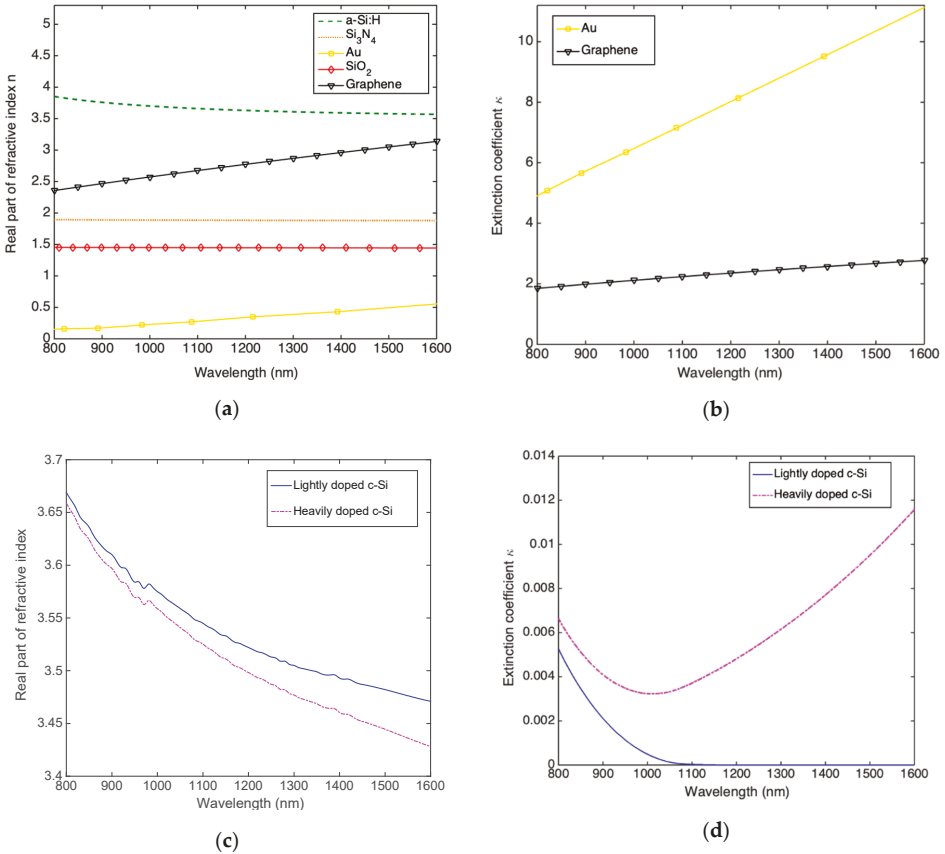 5
4.5
4
3.5
3
2.5
2
1.5
1
0.5
0
800 900 1000 1100 1200 1300 1400 1500 1600
Real part of refractive index n
Wavelength (nm)
a-Si:H
Si3N4
Au
SiO2
Graphene
(a)
10
8
6
4
2
0
800 900 1000 1100 1200 1300 1400 1500 1600
Extinction coefficient κ
Wavelength (nm)
Au
Graphene
(b)
3.7
3.65
3.6
3.55
3.5
3.45
3.4
800 900 1000 1100 1200 1300 1400 1500 1600
Real part of refractive index
Wavelength (nm)
Lightly doped c-Si
Heavily doped c-Si
(c)
0.014
0.012
0.01
0.008
0.006
0.004
0.002
0
800 900 1000 1100 1200 1300 1400 1500 1600
Extinction coefficient κ
Wavelength (nm)
Lightly doped c-Si
Heavily doped c-Si
(d)